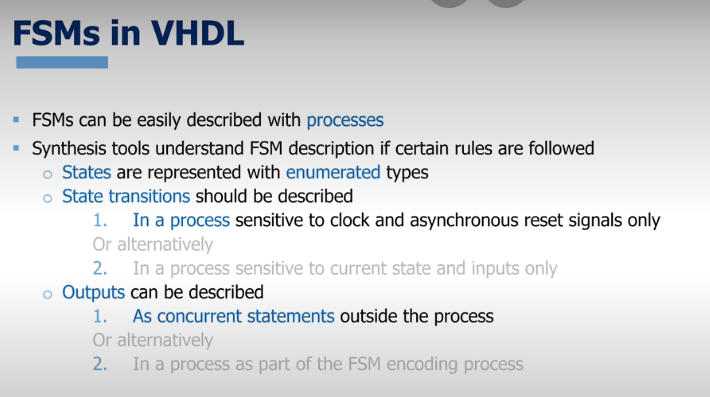 FSMs in VHDL
FSMs can be easily described with processes
Synthesis tools understand FSM description if certain rules are followed
States are represented with enumerated types
State transitions should be described
1. In a process sensitive to clock and asynchronous reset signals only
Or alternatively
2. In a process sensitive to current state and inputs only
Outputs can be described
1. As concurrent statements outside the process
Or alternatively
2. In a process as part of the FSM encoding process